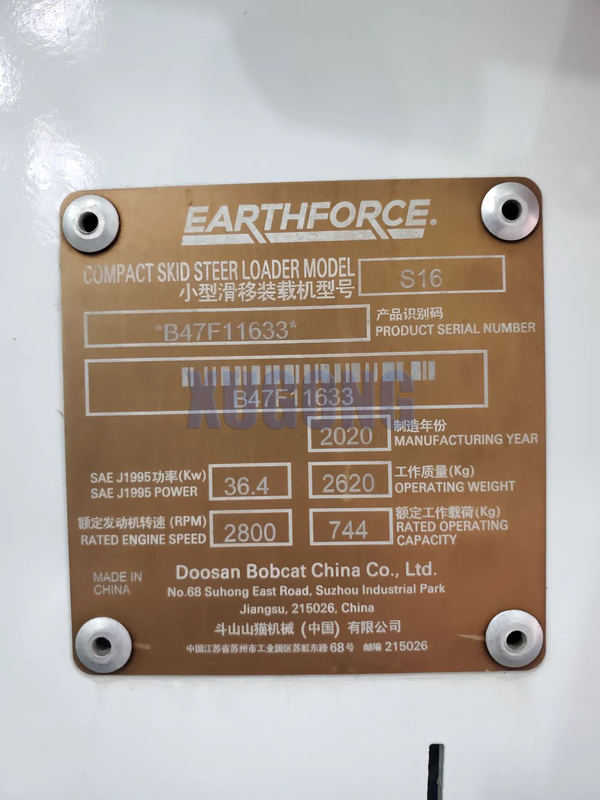 EARTHFORCE.
COMPACT SKID STEER LOADER MODEL S16
小型滑移装载机型号
*B47F11633* 产品识别码
PRODUCT SERIAL NUMBER
XUGONG
B47F11633
2020 制造年份
MANUFACTURING YEAR
SAE J1995功率(Kw) 36.4 2620 工作质量(Kg)
SAE J1995 POWER OPERATING WEIGHT
额定发动机转速 (RPM) 2800 744 额定工作载荷(Kg)
RATED ENGINE SPEED RATED OPERATING
CAPACITY
MADE IN
CHINA
Doosan Bobcat China Co., Ltd.
No.68 Suhong East Road, Suzhou Industrial Park
Jiangsu, 215026, China
斗山山猫机械 (中国) 有限公司
中国江苏省苏州市工业园区苏虹东路68号 邮编 215026